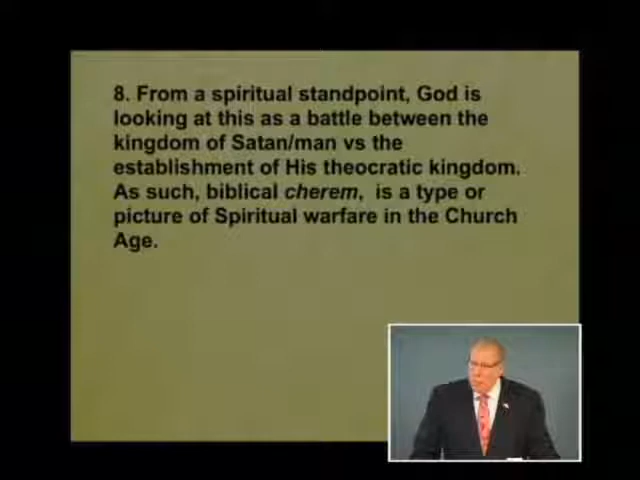 8. From a spiritual standpoint, God is
looking at this as a battle between the
kingdom of Satan/man vs the
establishment of His theocratic kingdom.
As such, biblical cherem,  is a type or
picture of Spiritual warfare in the Church
Age.